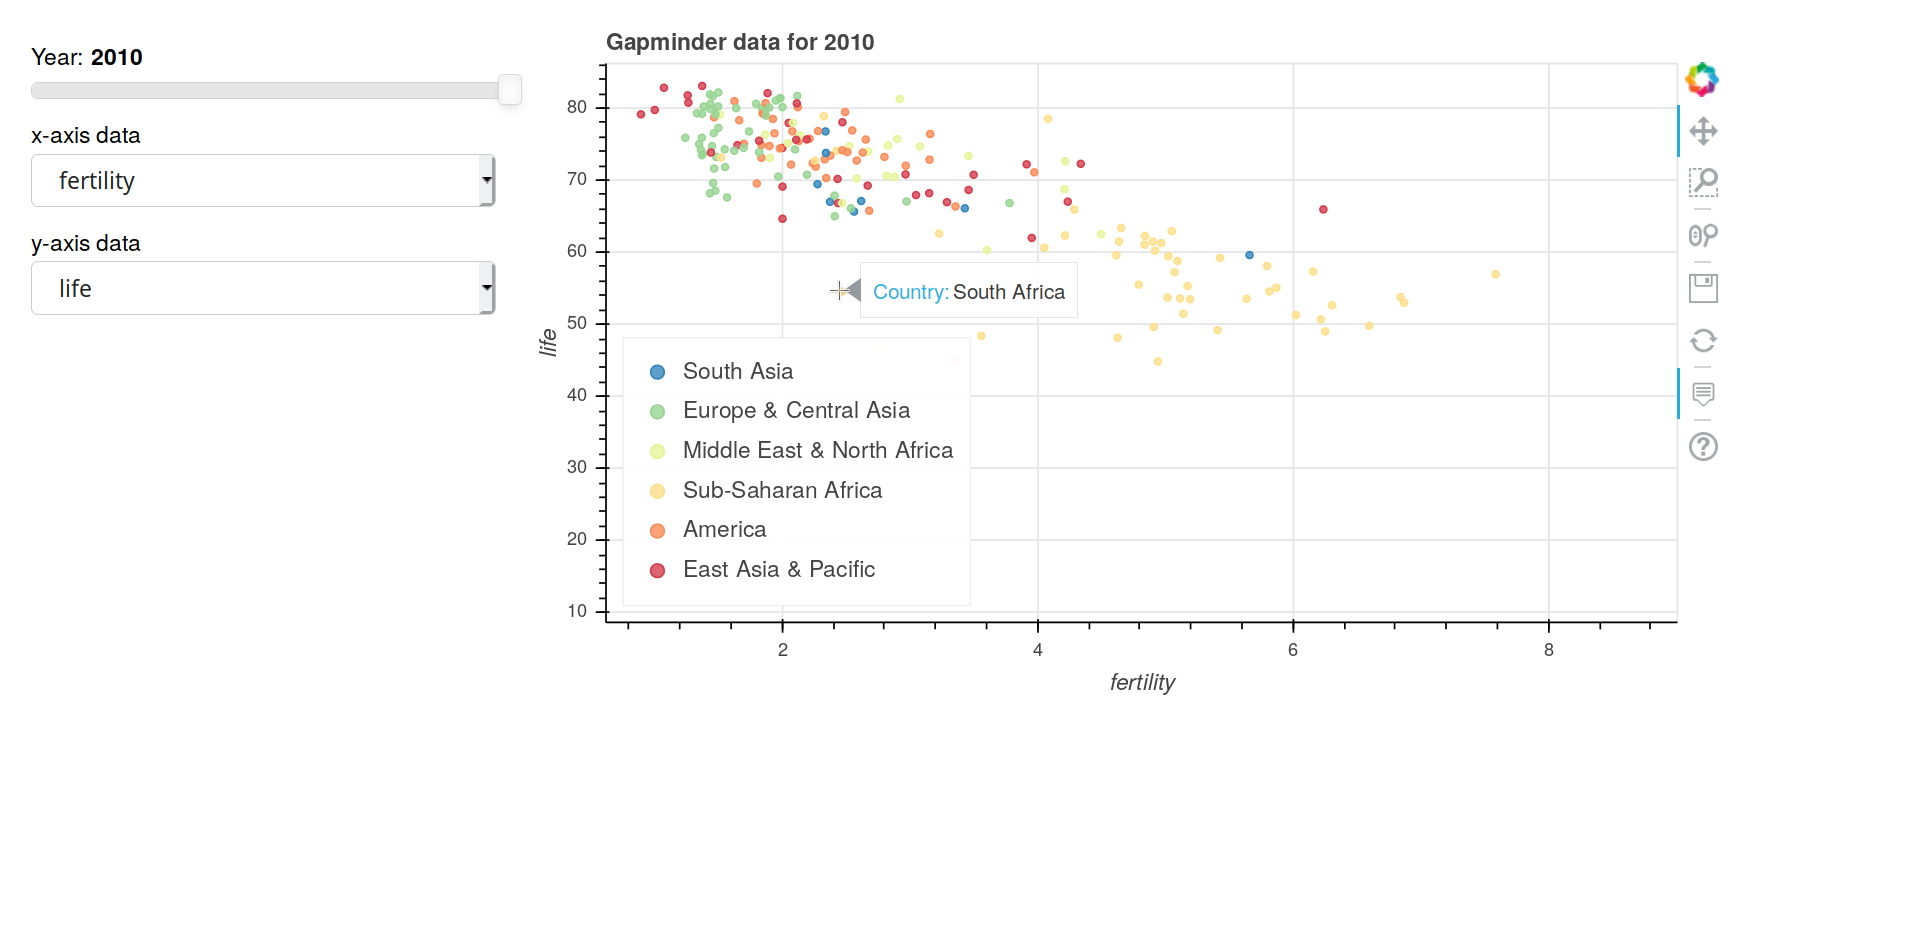 Year: 2010
x-axis data
fertility
y-axis data
life
Gapminder data for 2010
80
70
60
50
40
30
20
10
life
Country: South Africa
South Asia
Europe & Central Asia
Middle East & North Africa
Sub-Saharan Africa
America
East Asia & Pacific
2
4
6
8
fertility
?